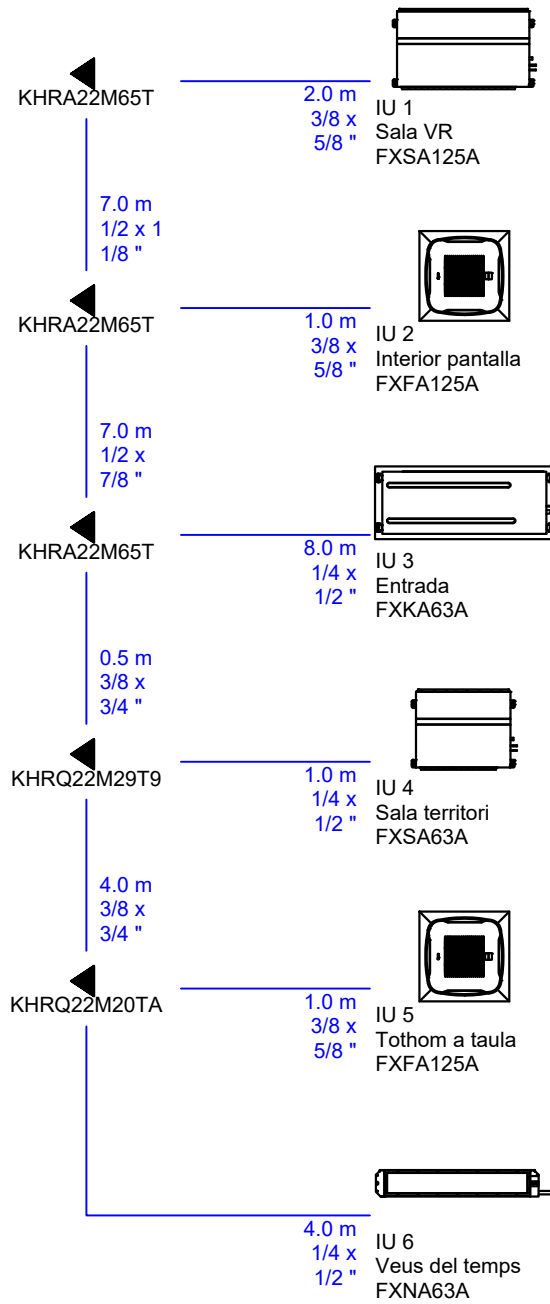 KHRA22M65T
2.0 m
3/8 x
5/8 "
IU 1
Sala VR
FXSA125A
7.0 m
1/2 x 1
1/8 "
KHRA22M65T
1.0 m
3/8 x
5/8 "
IU 2
Interior pantalla
FXFA125A
7.0 m
1/2 x
7/8 "
KHRA22M65T
8.0 m
1/4 x
1/2 "
IU 3
Entrada
FXKA63A
0.5 m
3/8 x
3/4 "
KHRQ22M29T9
1.0 m
1/4 x
1/2 "
IU 4
Sala territori
FXSA63A
4.0 m
3/8 x
3/4 "
KHRQ22M20TA
1.0 m
3/8 x
5/8 "
IU 5
Tothom a taula
FXFA125A
4.0 m
1/4 x
1/2 "
IU 6
Veus del temps
FXNA63A